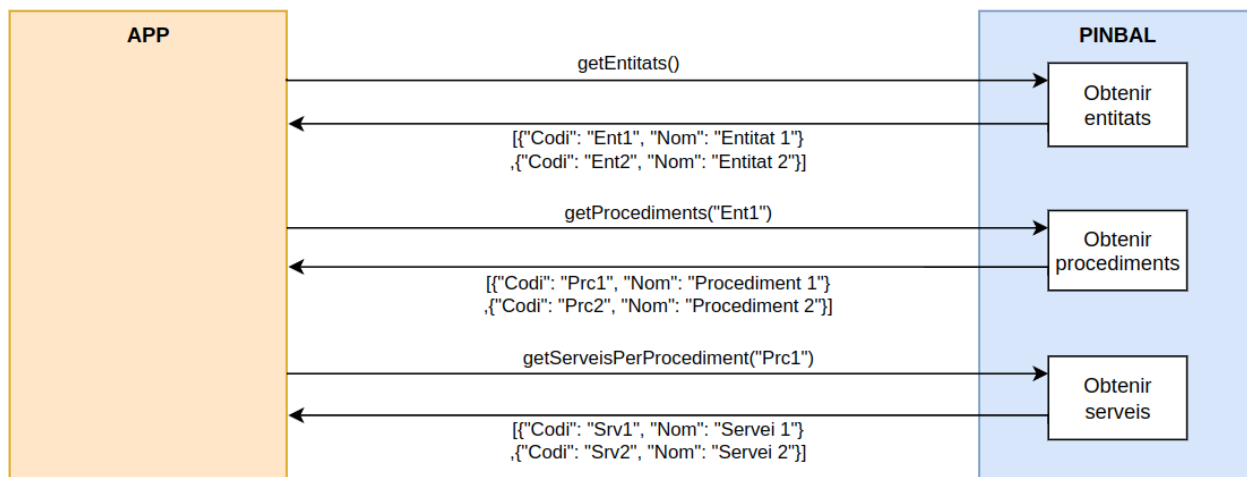 APP
PINBAL
getEntitats()
Obtenir
entitats
[{"Codi": "Ent1", "Nom": "Entitat 1"}
,{"Codi": "Ent2", "Nom": "Entitat 2"}]
getProcediments("Ent1")
Obtenir
procediments
[{"Codi": "Prc1", "Nom": "Procediment 1"}
,{"Codi": "Prc2", "Nom": "Procediment 2"}]
getServeisPerProcediment("Prc1")
Obtenir
serveis
[{"Codi": "Srv1", "Nom": "Servei 1"}
,{"Codi": "Srv2", "Nom": "Servei 2"}]